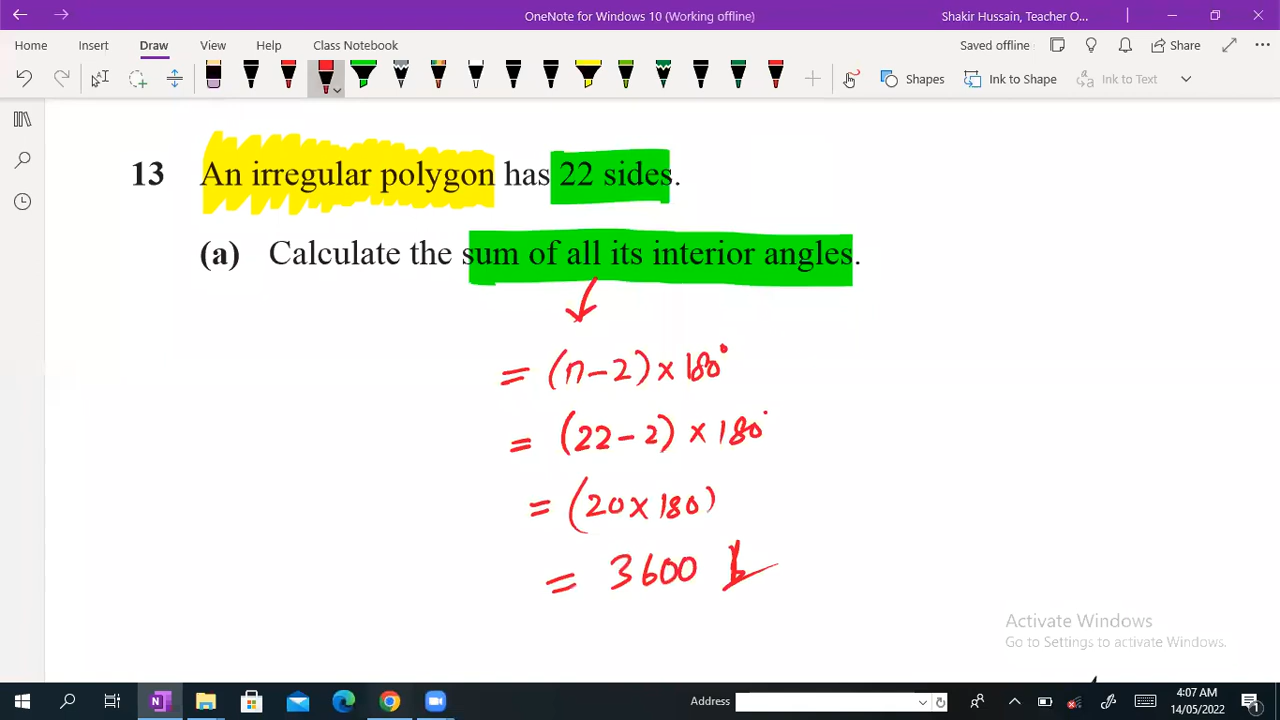 OneNote for Windows 10 (Working offline)
Shakir Hussain, Teacher O...
Home Insert Draw View Help Class Notebook
Saved offline
Share
Shapes
Ink to Shape
Ink to Text
13 An irregular polygon has 22 sides.
(a) Calculate the sum of all its interior angles.
= (n-2) × 180°
= (22-2) × 180°
= (20 × 180)
= 3600
Activate Windows
Go to Settings to activate Windows.
Address
4:07 AM
14/05/2022